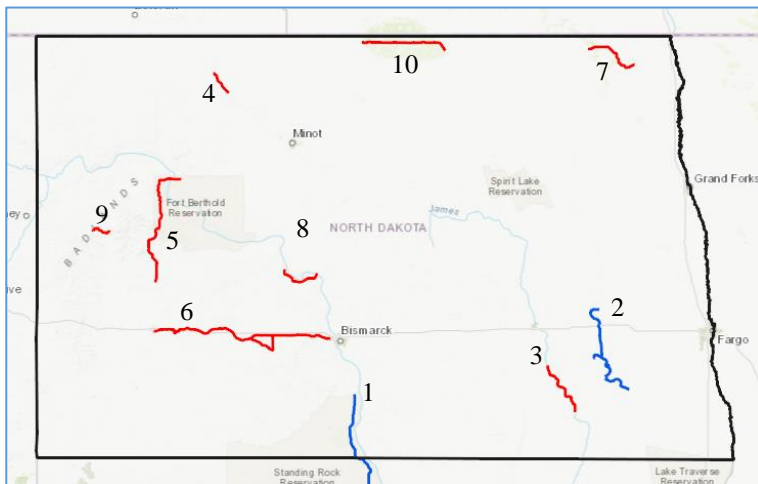 10
7
4
Minot
Spirit Lake
Reservation
Grand Forks
BADLANDS
Fort Berthold
Reservation
James
9
5
8
NORTH DAKOTA
6
2
Bismarck
Fargo
3
1
Standing Rock
Reservation
Lake Traverse
Reservation